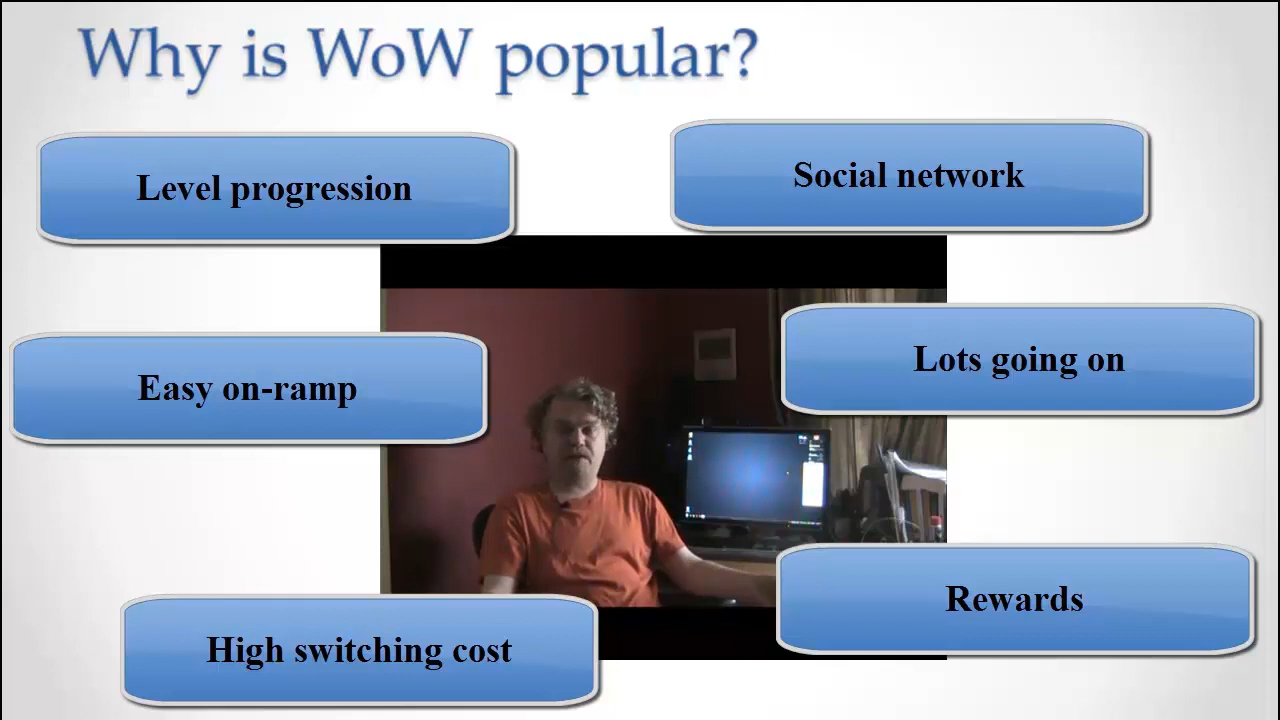 Why is WoW popular?
Level progression
Social network
Easy on-ramp
Lots going on
High switching cost
Rewards